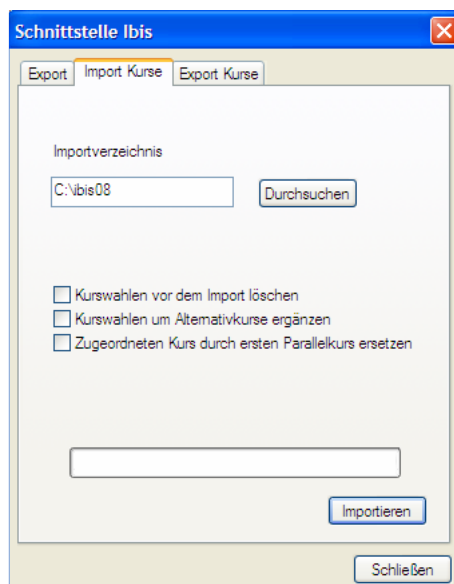 Schnittstelle Ibis
Export Import Kurse Export Kurse
Importverzeichnis
C:\ibis08 Durchsuchen
Kurswahlen vor dem Import löschen
Kurswahlen um Alternativkurse ergänzen
Zugeordneten Kurs durch ersten Parallelkurs ersetzen
Importieren
Schließen